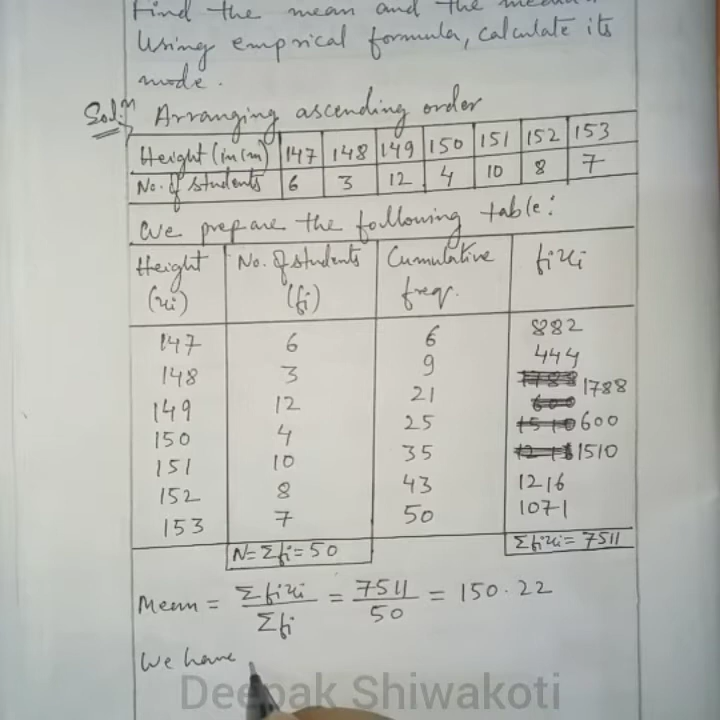 Find the mean and the median.
Using emprical formula, calculate its
mode.
Solⁿ Arranging ascending order
Height (in cm) 147 148 149 150 151 152 153
No. of students 6 3 12 4 10 8 7
We prepare the following table:
Height (xi) No. of students (fi) Cumulative freq. fixi
147 6 6 882
148 3 9 444
149 12 21 1788
150 4 25 600
151 10 35 1510
152 8 43 1216
153 7 50 1071
N = Σfi = 50 Σfixi = 7511
Mean = Σfixi / Σfi = 7511 / 50 = 150.22
We have
Deepak Shiwakoti